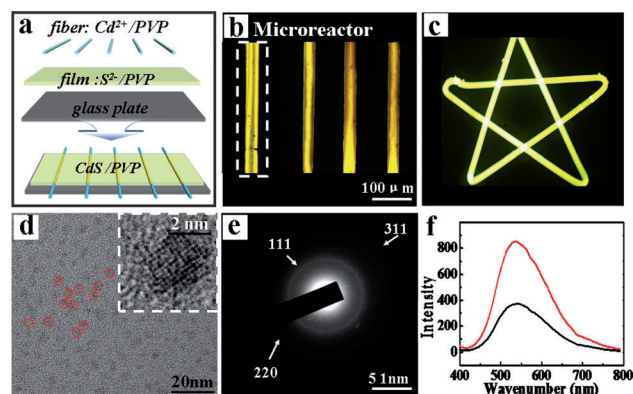 a
fiber: Cd²⁺/PVP
film :S²⁻/PVP
glass plate
CdS/PVP
b Microreactor
100 μm
c
d
2 nm
20nm
e
111
311
220
5 1nm
f
800
600
400
200
0
Intensity
400 500 600 700 800
Wavenumber (nm)